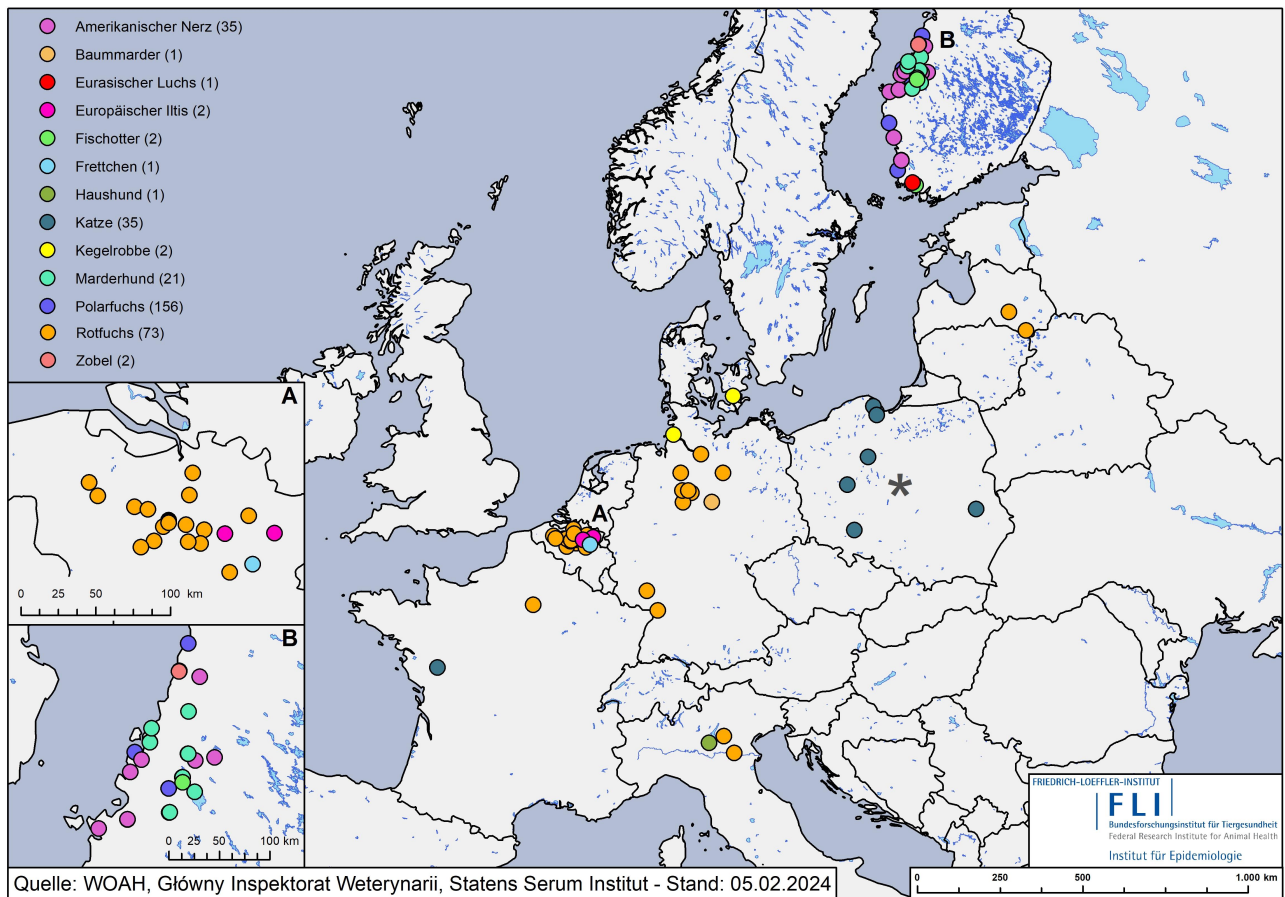 Amerikanischer Nerz (35)
Baummarder (1)
Eurasischer Luchs (1)
Europäischer Iltis (2)
Fischotter (2)
Frettchen (1)
Haushund (1)
Katze (35)
Kegelrobbe (2)
Marderhund (21)
Polarfuchs (156)
Rotfuchs (73)
Zobel (2)
B
A
*
A
0 25 50 100 km
B
0 25 50 100 km
FRIEDRICH-LOEFFLER-INSTITUT
FLI
Bundesforschungsinstitut für Tiergesundheit
Federal Research Institute for Animal Health
Institut für Epidemiologie
Quelle: WOAH, Główny Inspektorat Weterynarii, Statens Serum Institut - Stand: 05.02.2024
0 250 500 1.000 km